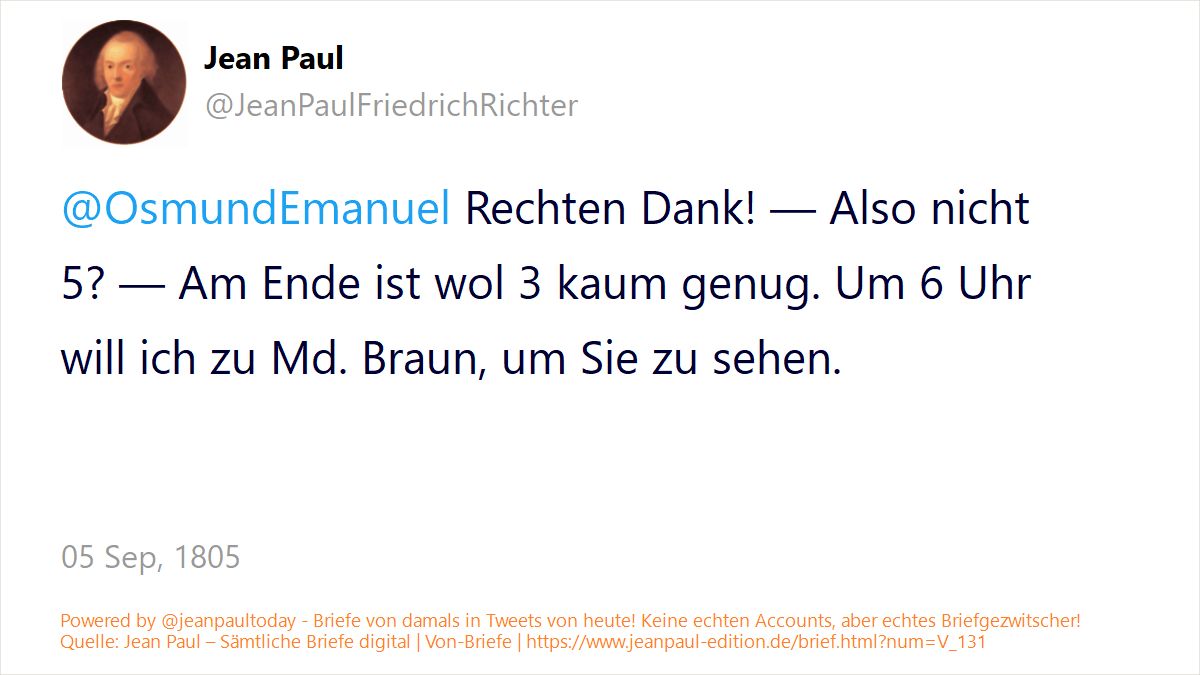 Jean Paul
@JeanPaulFriedrichRichter
@OsmundEmanuel Rechten Dank! — Also nicht
5? — Am Ende ist wol 3 kaum genug. Um 6 Uhr
will ich zu Md. Braun, um Sie zu sehen.
05 Sep, 1805
Powered by @jeanpaultoday - Briefe von damals in Tweets von heute! Keine echten Accounts, aber echtes Briefgezwitscher!
Quelle: Jean Paul – Sämtliche Briefe digital | Von-Briefe | https://www.jeanpaul-edition.de/brief.html?num=V_131